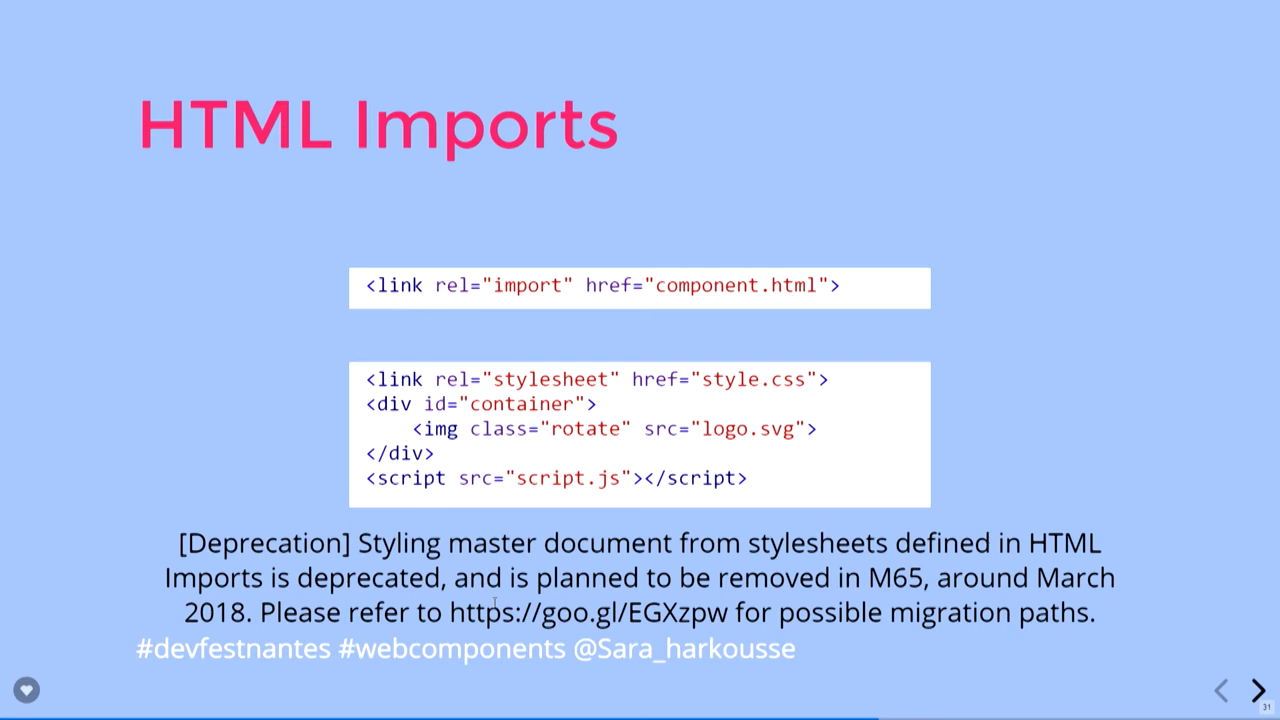 HTML Imports
<link rel="import" href="component.html">
<link rel="stylesheet" href="style.css">
<div id="container">
    <img class="rotate" src="logo.svg">
</div>
<script src="script.js"></script>
[Deprecation] Styling master document from stylesheets defined in HTML
Imports is deprecated, and is planned to be removed in M65, around March
2018. Please refer to https://goo.gl/EGXzpw for possible migration paths.
#devfestnantes #webcomponents @Sara_harkousse
31